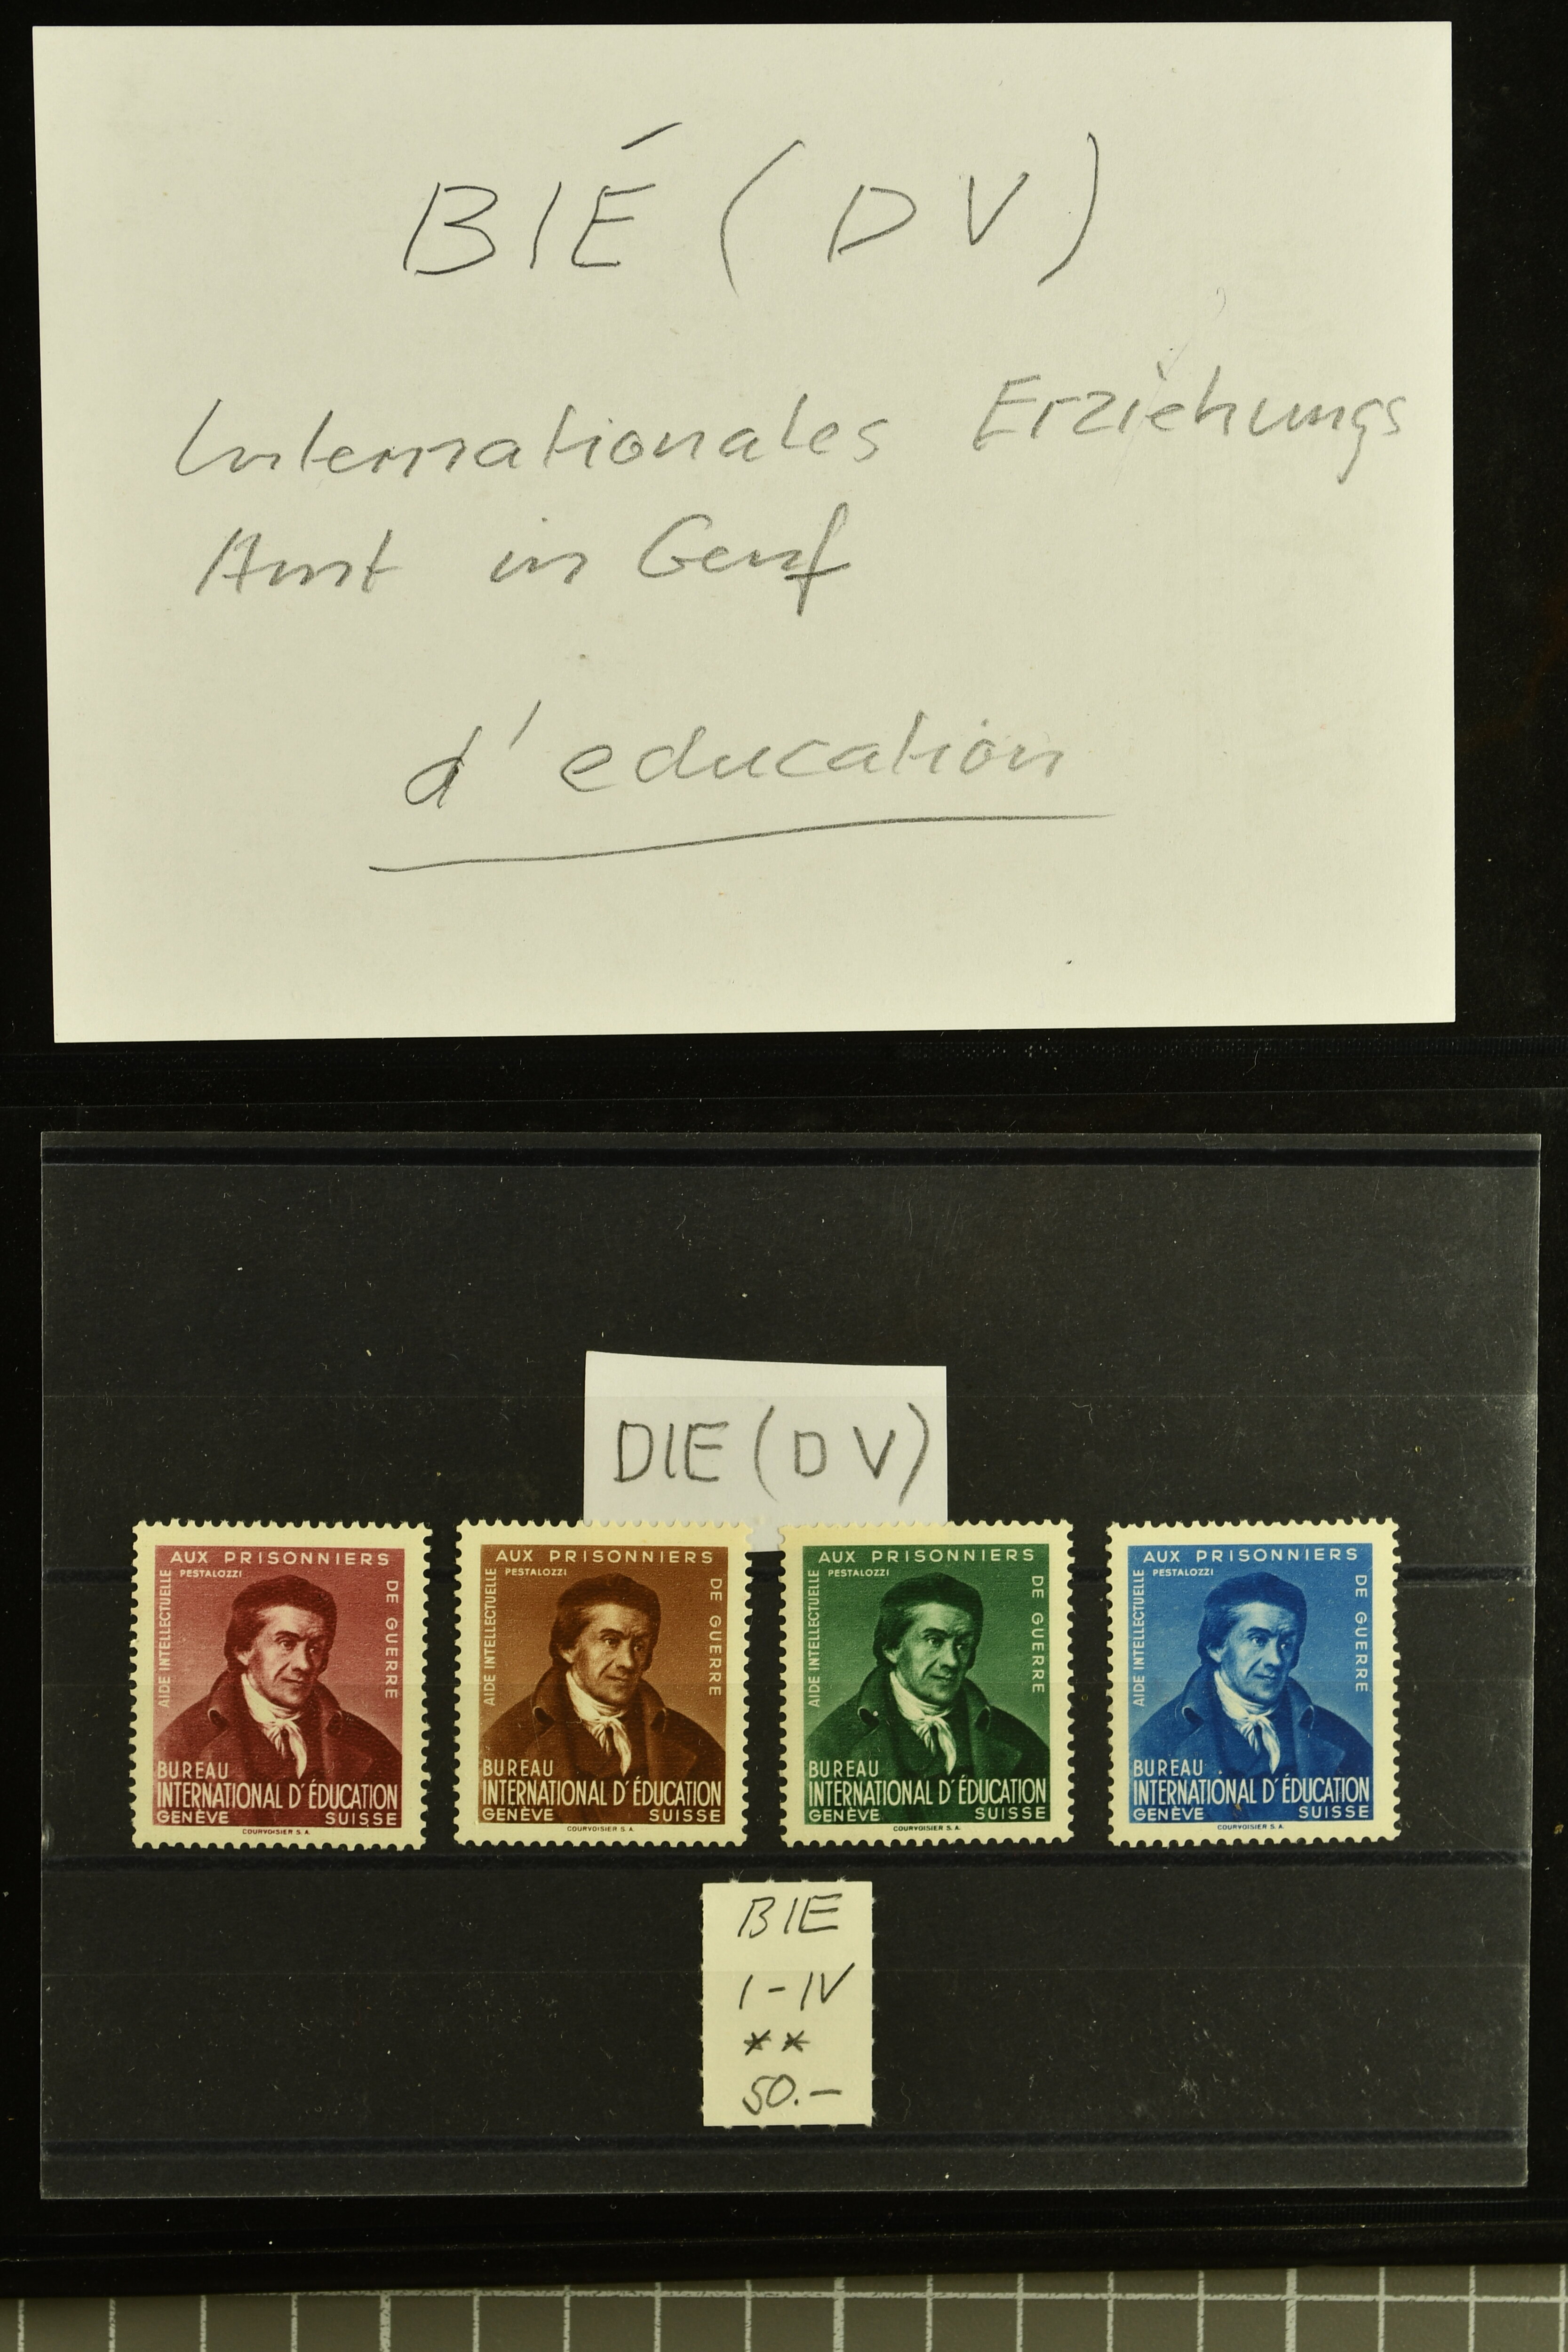 BIÉ (DV)
Internationales Erziehungs
Amt in Genf
d'education
DIE (DV)
AUX PRISONNIERS
PESTALOZZI
AIDE INTELLECTUELLE
DE GUERRE
BUREAU
INTERNATIONAL D'ÉDUCATION
GENÈVE SUISSE
COURVOISIER S.A.
AUX PRISONNIERS
PESTALOZZI
AIDE INTELLECTUELLE
DE GUERRE
BUREAU
INTERNATIONAL D'ÉDUCATION
GENÈVE SUISSE
COURVOISIER S.A.
AUX PRISONNIERS
PESTALOZZI
AIDE INTELLECTUELLE
DE GUERRE
BUREAU
INTERNATIONAL D'ÉDUCATION
GENÈVE SUISSE
COURVOISIER S.A.
AUX PRISONNIERS
PESTALOZZI
AIDE INTELLECTUELLE
DE GUERRE
BUREAU
INTERNATIONAL D'ÉDUCATION
GENÈVE SUISSE
COURVOISIER S.A.
BIE
I-IV
**
50.-